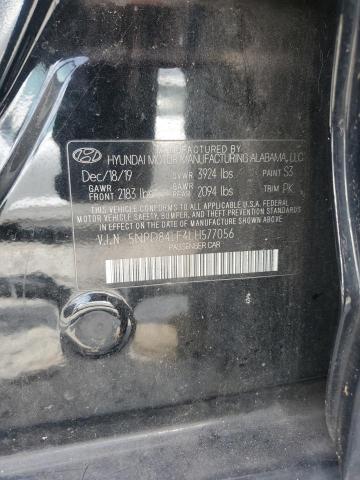 MANUFACTURED BY
HYUNDAI MOTOR MANUFACTURING ALABAMA, LLC
Dec/18/19 GVWR 3924 lbs PAINT S3
GAWR FRT 2183 lbs GAWR RR 2094 lbs TRIM PK
THIS VEHICLE CONFORMS TO ALL APPLICABLE U.S. FEDERAL
MOTOR VEHICLE SAFETY, BUMPER, AND THEFT PREVENTION
STANDARDS IN EFFECT ON THE DATE OF MANUFACTURE SHOWN ABOVE.
V.I.N 5NPD84LF4LH577056
PASSENGER CAR